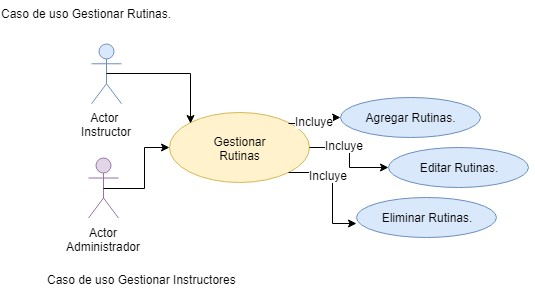 Caso de uso Gestionar Rutinas.
Actor
Instructor
Gestionar
Rutinas
Incluye
Agregar Rutinas.
Incluye
Editar Rutinas.
Incluye
Eliminar Rutinas.
Actor
Administrador
Caso de uso Gestionar Instructores